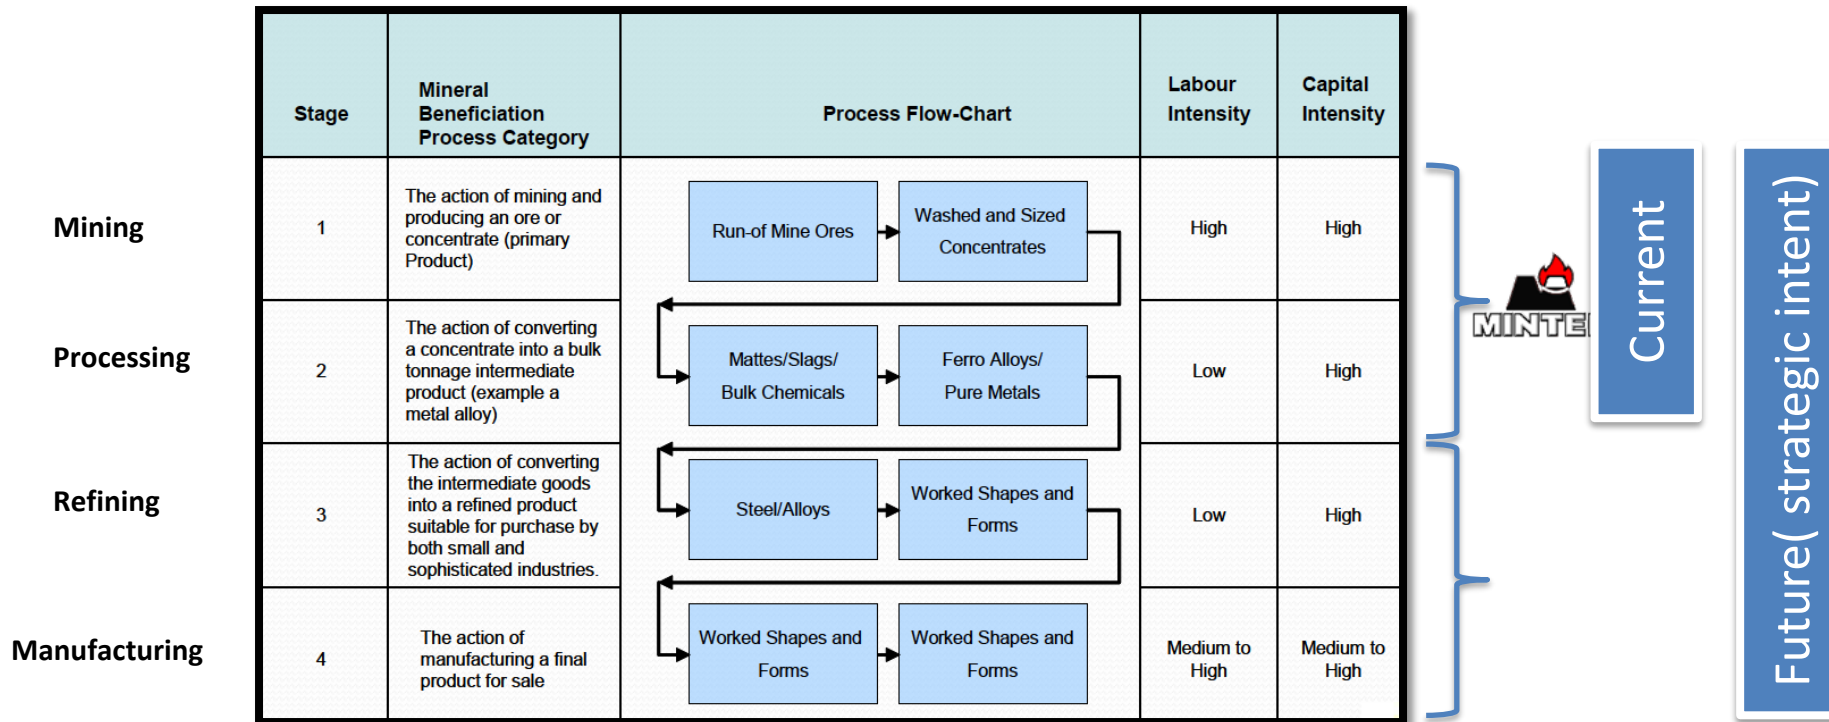 Stage
Mineral
Beneficiation
Process Category
Process Flow-Chart
Labour
Intensity
Capital
Intensity
Mining
1
The action of mining and
producing an ore or
concentrate (primary
Product)
Run-of Mine Ores
Washed and Sized
Concentrates
High
High
Processing
2
The action of converting
a concentrate into a bulk
tonnage intermediate
product (example a
metal alloy)
Mattes/Slags/
Bulk Chemicals
Ferro Alloys/
Pure Metals
Low
High
Refining
3
The action of converting
the intermediate goods
into a refined product
suitable for purchase by
both small and
sophisticated industries.
Steel/Alloys
Worked Shapes and
Forms
Low
High
Manufacturing
4
The action of
manufacturing a final
product for sale
Worked Shapes and
Forms
Worked Shapes and
Forms
Medium to
High
Medium to
High
Current
Future( strategic intent)